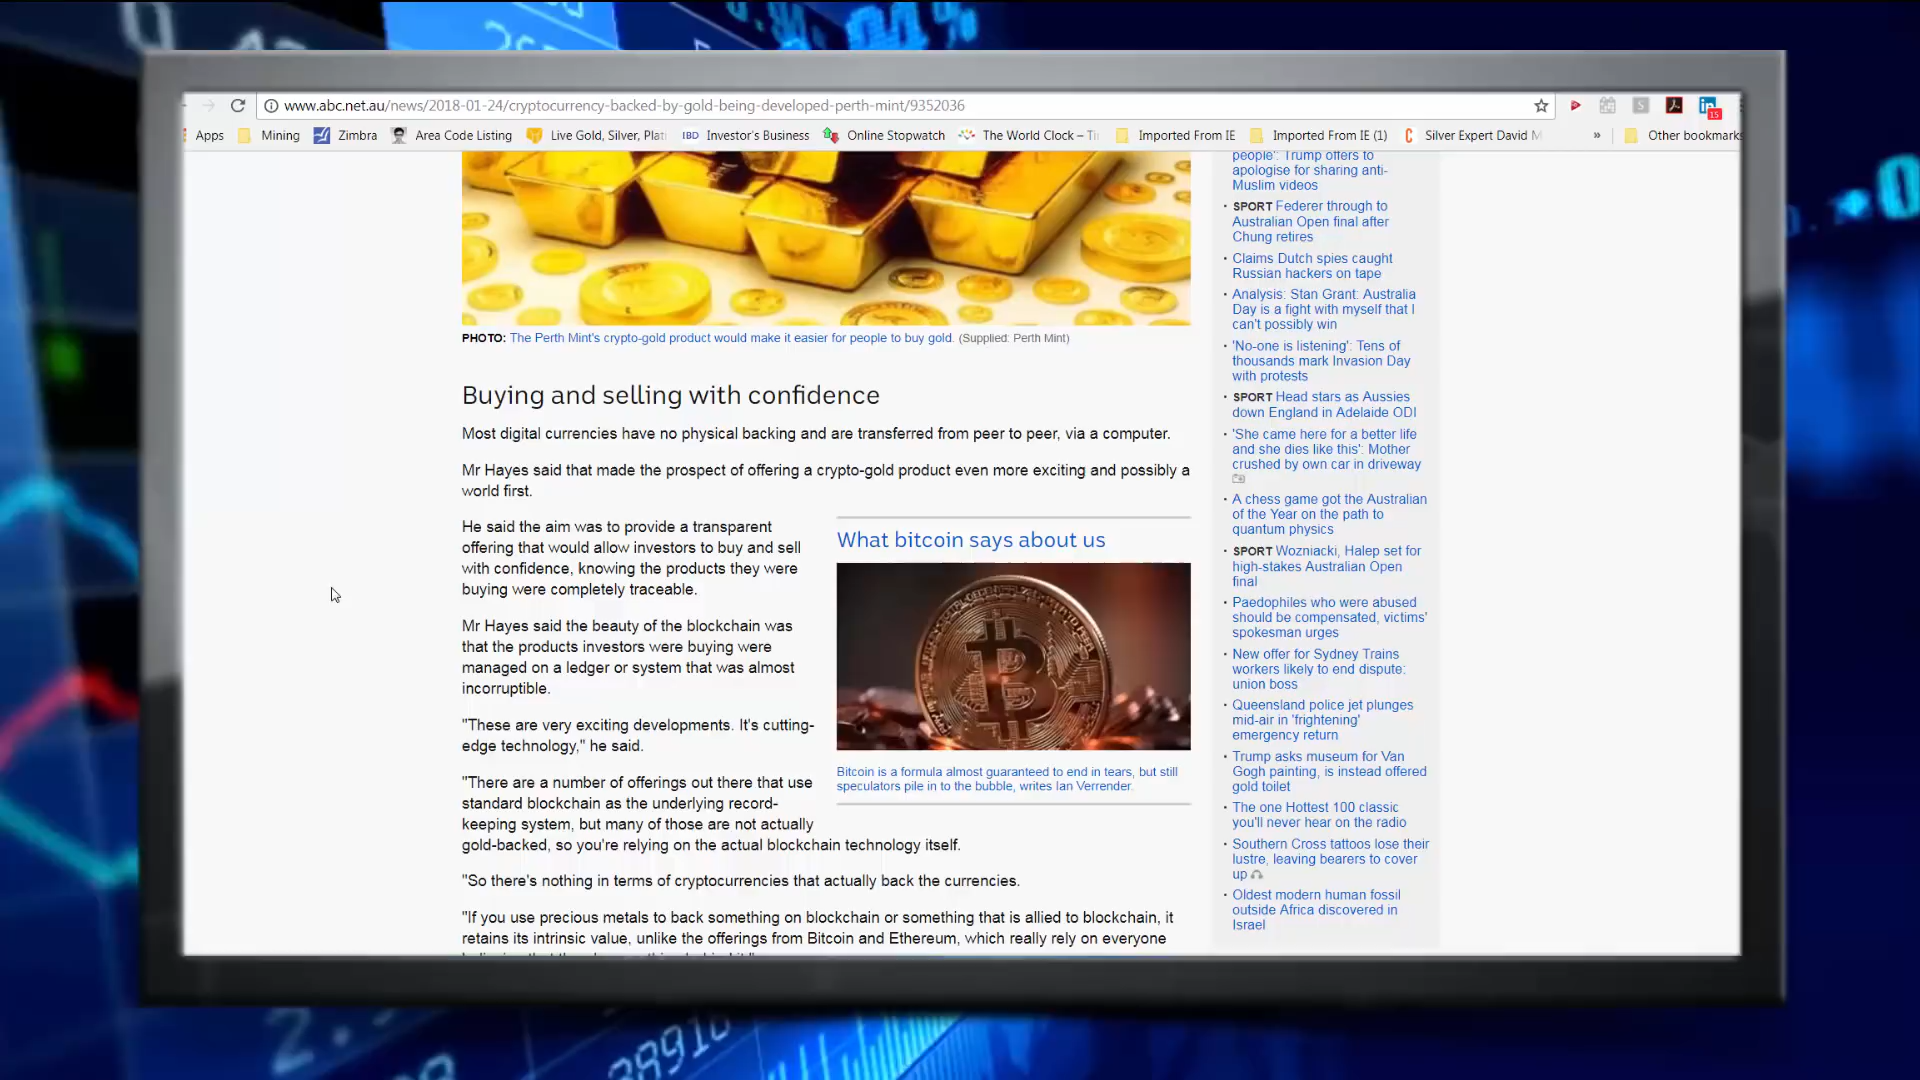 www.abc.net.au/news/2018-01-24/cryptocurrency-backed-by-gold-being-developed-perth-mint/9352036
15
Apps Mining Zimbra Area Code Listing Live Gold, Silver, Plati IBD Investor's Business Online Stopwatch The World Clock – Ti Imported From IE Imported From IE (1) Silver Expert David M » Other bookmarks
PHOTO: The Perth Mint's crypto-gold product would make it easier for people to buy gold. (Supplied: Perth Mint)
Buying and selling with confidence
Most digital currencies have no physical backing and are transferred from peer to peer, via a computer.
Mr Hayes said that made the prospect of offering a crypto-gold product even more exciting and possibly a
world first.
He said the aim was to provide a transparent
offering that would allow investors to buy and sell
with confidence, knowing the products they were
buying were completely traceable.
Mr Hayes said the beauty of the blockchain was
that the products investors were buying were
managed on a ledger or system that was almost
incorruptible.
"These are very exciting developments. It's cutting-
edge technology," he said.
"There are a number of offerings out there that use
standard blockchain as the underlying record-
keeping system, but many of those are not actually
gold-backed, so you're relying on the actual blockchain technology itself.
"So there's nothing in terms of cryptocurrencies that actually back the currencies.
"If you use precious metals to back something on blockchain or something that is allied to blockchain, it
retains its intrinsic value, unlike the offerings from Bitcoin and Ethereum, which really rely on everyone
What bitcoin says about us
Bitcoin is a formula almost guaranteed to end in tears, but still
speculators pile in to the bubble, writes Ian Verrender.
people': Trump offers to
apologise for sharing anti-
Muslim videos
SPORT Federer through to
Australian Open final after
Chung retires
Claims Dutch spies caught
Russian hackers on tape
Analysis: Stan Grant: Australia
Day is a fight with myself that I
can't possibly win
'No-one is listening': Tens of
thousands mark Invasion Day
with protests
SPORT Head stars as Aussies
down England in Adelaide ODI
'She came here for a better life
and she dies like this': Mother
crushed by own car in driveway
A chess game got the Australian
of the Year on the path to
quantum physics
SPORT Wozniacki, Halep set for
high-stakes Australian Open
final
Paedophiles who were abused
should be compensated, victims'
spokesman urges
New offer for Sydney Trains
workers likely to end dispute:
union boss
Queensland police jet plunges
mid-air in 'frightening'
emergency return
Trump asks museum for Van
Gogh painting, is instead offered
gold toilet
The one Hottest 100 classic
you'll never hear on the radio
Southern Cross tattoos lose their
lustre, leaving bearers to cover
up
Oldest modern human fossil
outside Africa discovered in
Israel